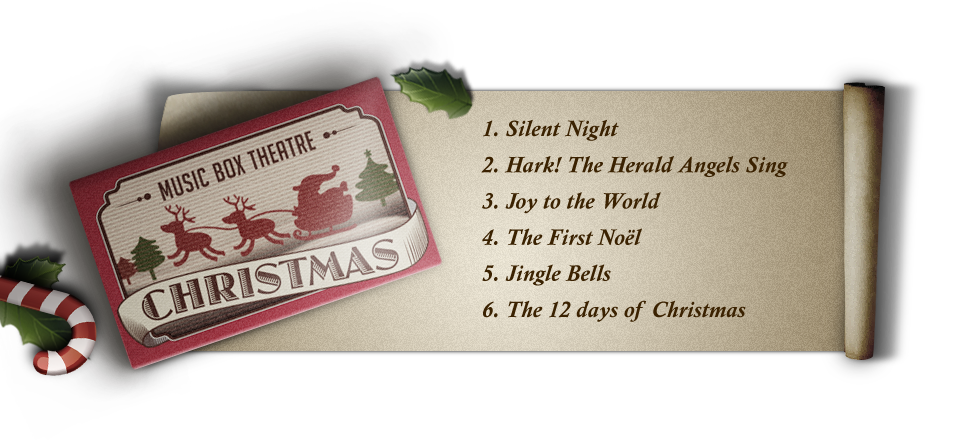 MUSIC BOX THEATRE
CHRISTMAS
1. Silent Night
2. Hark! The Herald Angels Sing
3. Joy to the World
4. The First Noël
5. Jingle Bells
6. The 12 days of Christmas